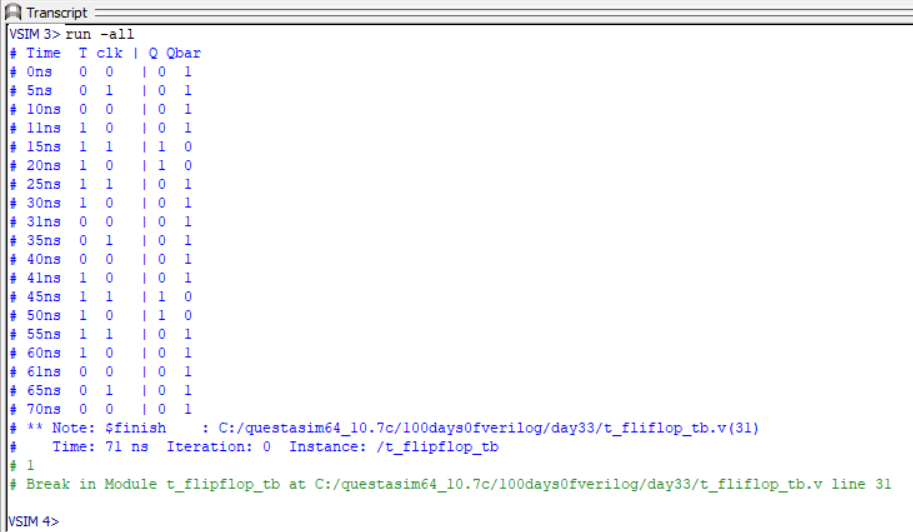 Transcript
VSIM 3> run -all
# Time  T clk | Q Qbar
# 0ns   0  0   | 0  1
# 5ns   0  1   | 0  1
# 10ns  0  0   | 0  1
# 11ns  1  0   | 0  1
# 15ns  1  1   | 1  0
# 20ns  1  0   | 1  0
# 25ns  1  1   | 0  1
# 30ns  1  0   | 0  1
# 31ns  0  0   | 0  1
# 35ns  0  1   | 0  1
# 40ns  0  0   | 0  1
# 41ns  1  0   | 0  1
# 45ns  1  1   | 1  0
# 50ns  1  0   | 1  0
# 55ns  1  1   | 0  1
# 60ns  1  0   | 0  1
# 61ns  0  0   | 0  1
# 65ns  0  1   | 0  1
# 70ns  0  0   | 0  1
# ** Note: $finish    : C:/questasim64_10.7c/100days0fverilog/day33/t_fliflop_tb.v(31)
#    Time: 71 ns  Iteration: 0  Instance: /t_flipflop_tb
# 1
# Break in Module t_flipflop_tb at C:/questasim64_10.7c/100days0fverilog/day33/t_fliflop_tb.v line 31
VSIM 4>